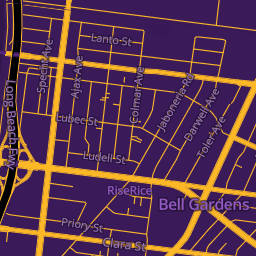 Lanto St
Specht Ave
Ajax Ave
Colmar Ave
Jaboneria Rd
Darwell Ave
Toler Ave
Long Beach Fwy
Lubec St
Ludell St
RiseRice
Bell Gardens
Priory St
Clara St